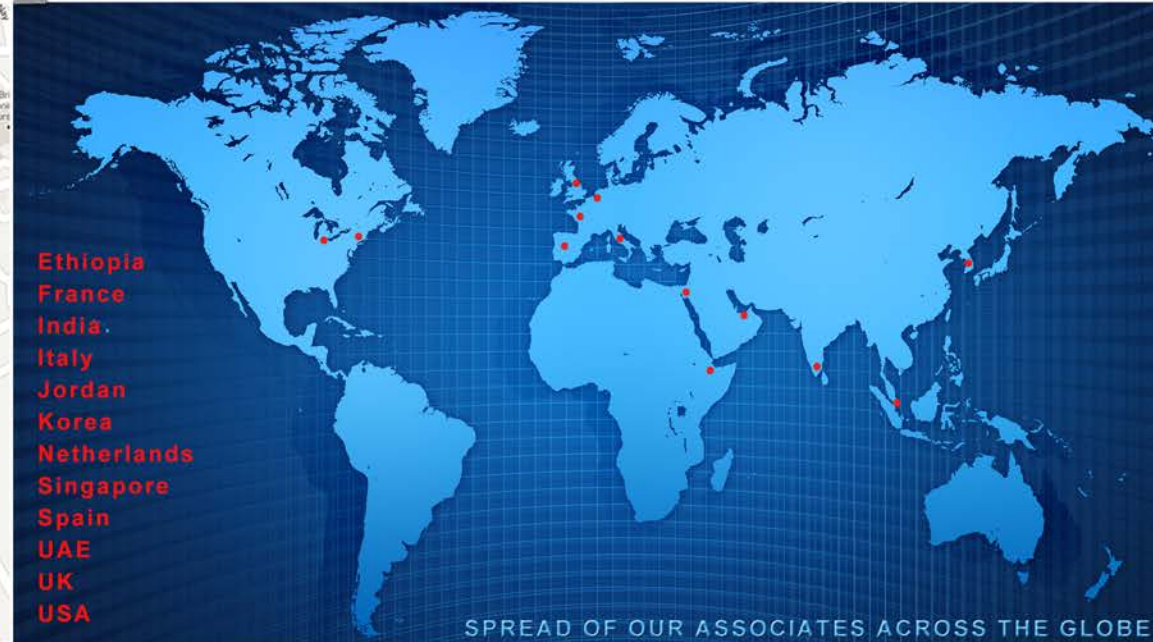 Ethiopia
France
India.
Italy
Jordan
Korea
Netherlands
Singapore
Spain
UAE
UK
USA
SPREAD OF OUR ASSOCIATES ACROSS THE GLOBE